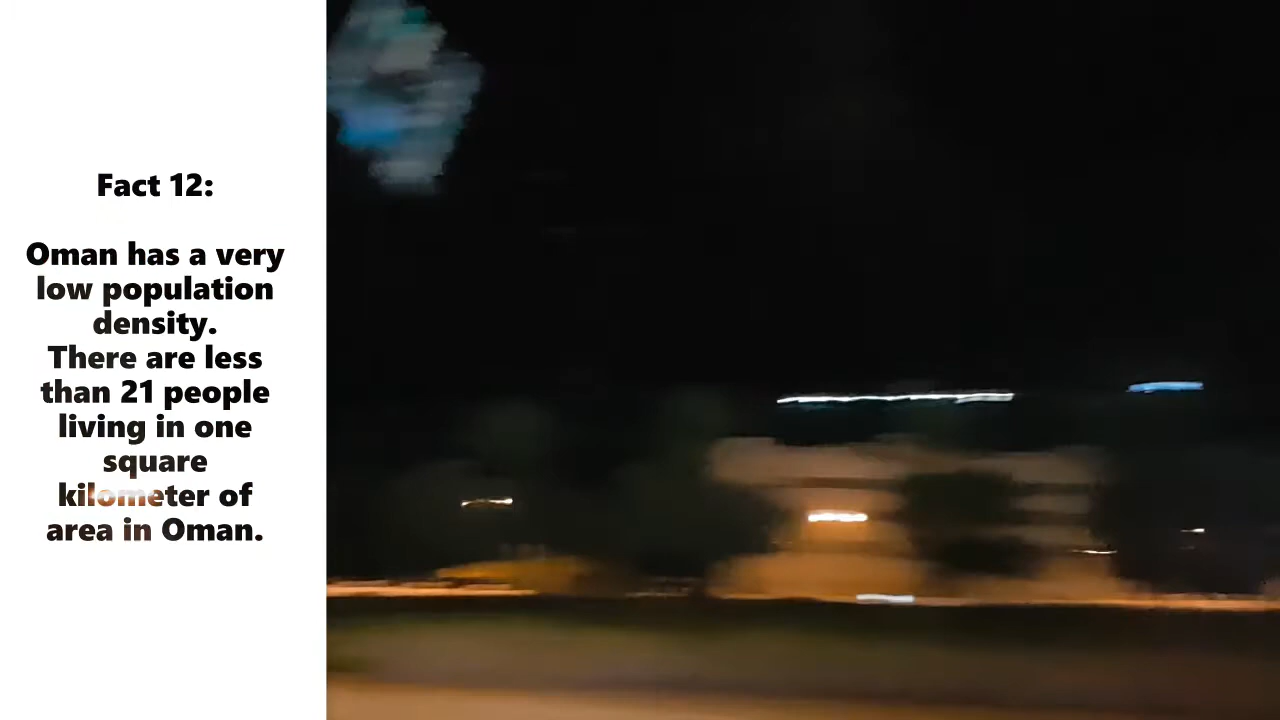 Fact 12:
Oman has a very
low population
density.
There are less
than 21 people
living in one
square
kilometer of
area in Oman.